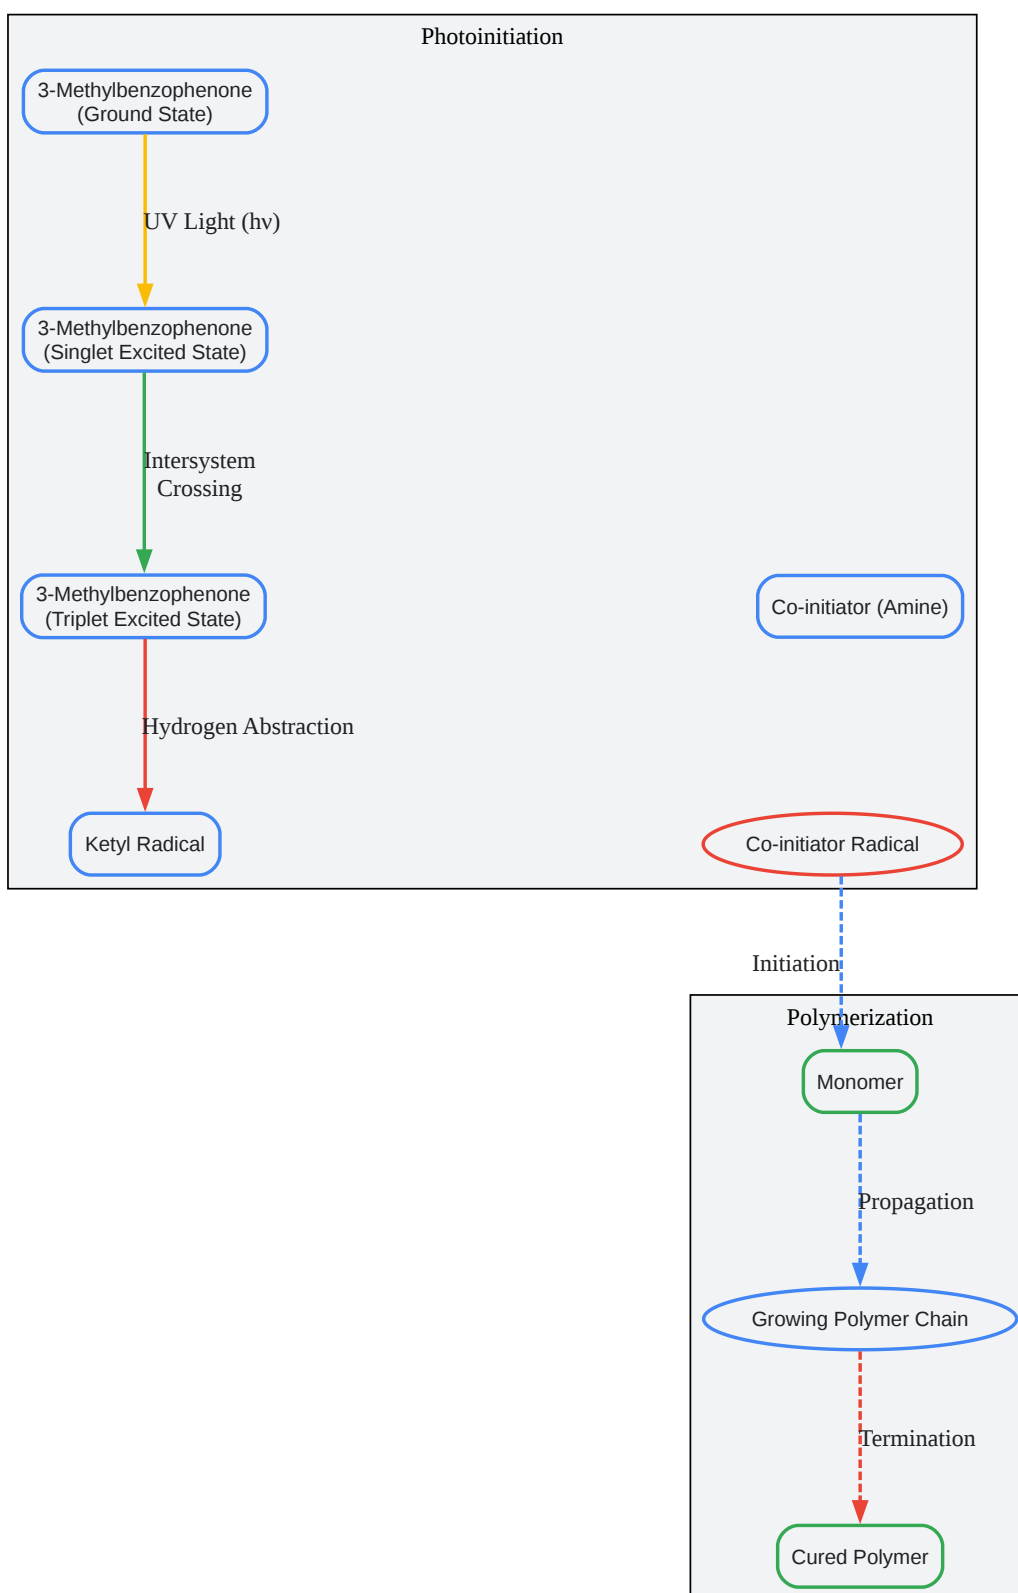 Photoinitiation
3-Methylbenzophenone
(Ground State)
UV Light (hν)
3-Methylbenzophenone
(Singlet Excited State)
Intersystem
Crossing
3-Methylbenzophenone
(Triplet Excited State)
Co-initiator (Amine)
Hydrogen Abstraction
Ketyl Radical
Co-initiator Radical
Initiation
Polymerization
Monomer
Propagation
Growing Polymer Chain
Termination
Cured Polymer